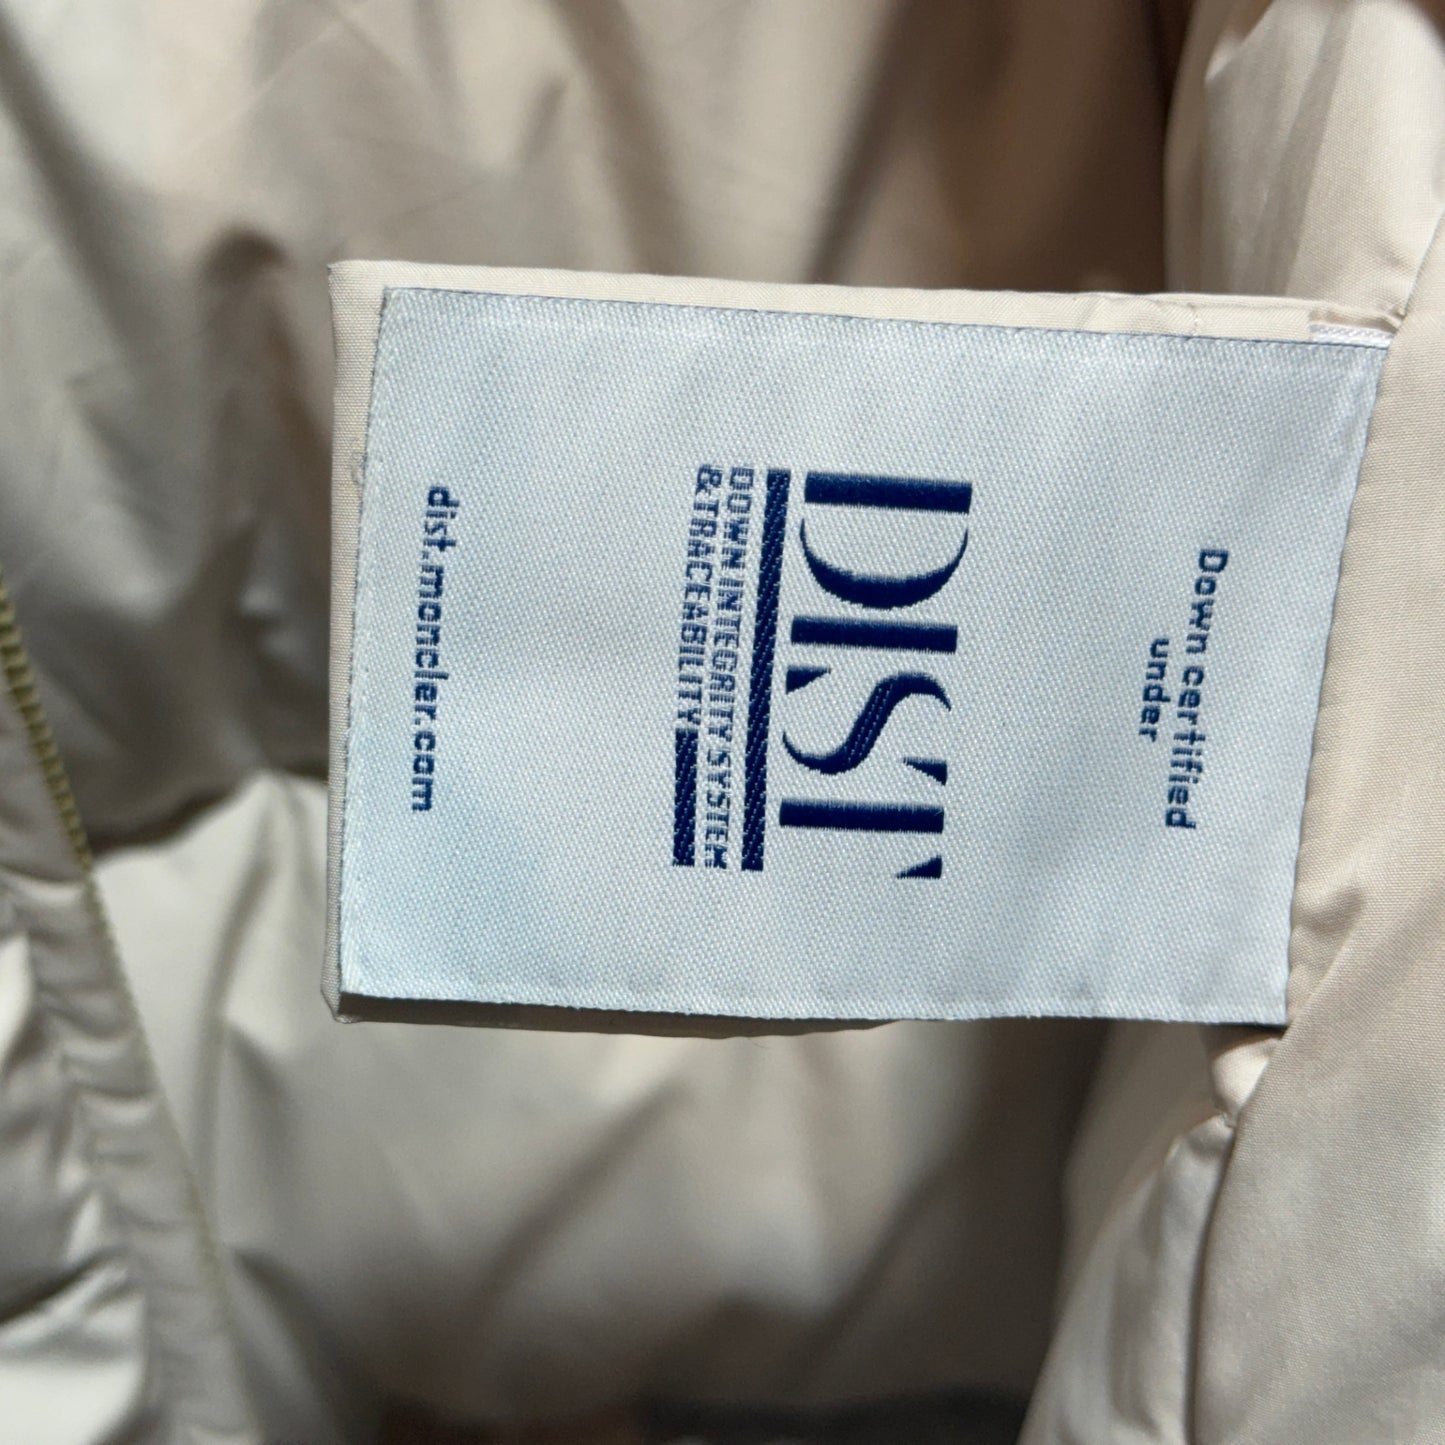 Down certified
under
DIST
DOWN INTEGRITY SYSTEM
& TRACEABILITY
dist.moncler.com